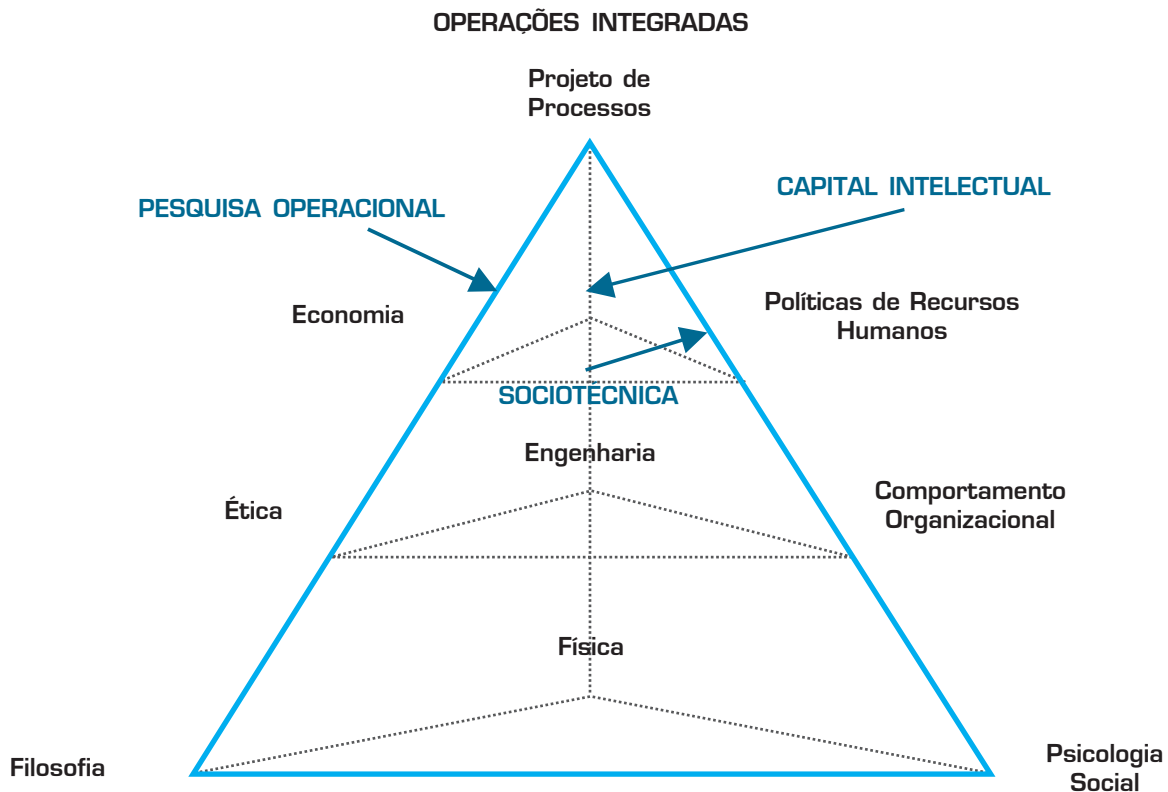 OPERAÇÕES INTEGRADAS
Projeto de
Processos
CAPITAL INTELECTUAL
PESQUISA OPERACIONAL
Economia
Políticas de Recursos
Humanos
SOCIOTÉCNICA
Engenharia
Ética
Comportamento
Organizacional
Física
Filosofia
Psicologia
Social